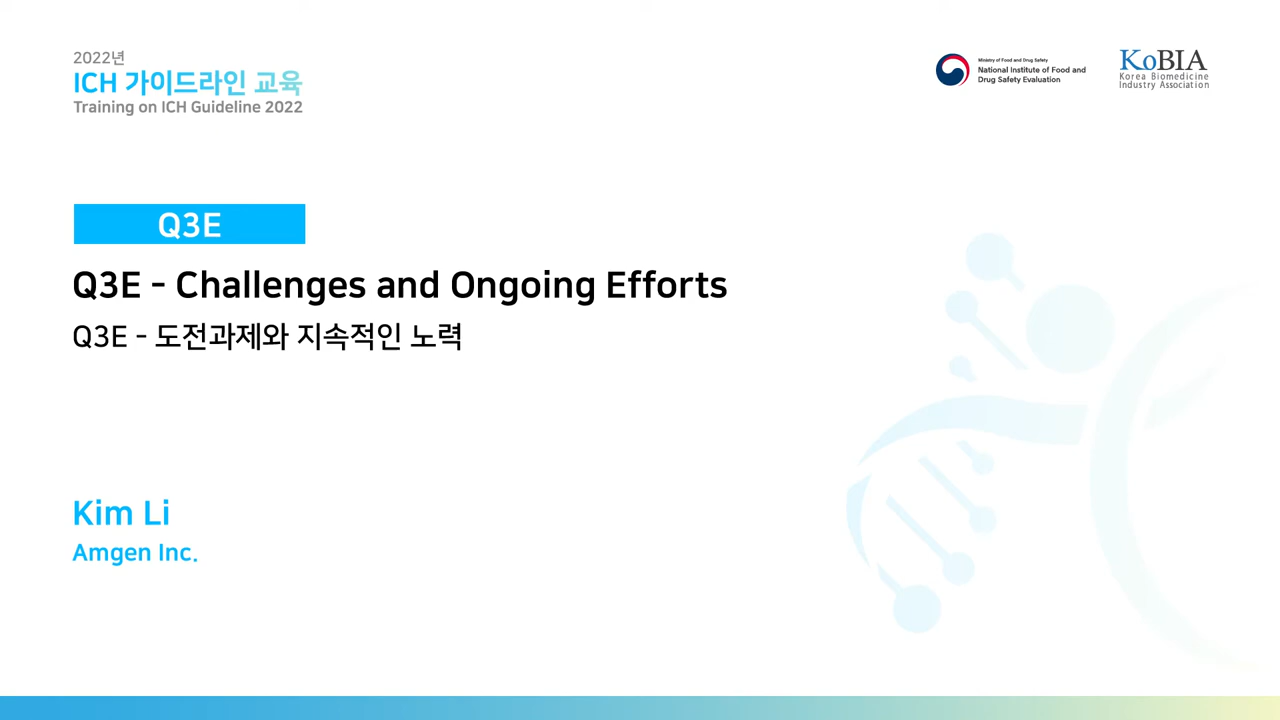 2022년
ICH 가이드라인 교육
Training on ICH Guideline 2022
Ministry of Food and Drug Safety
National Institute of Food and
Drug Safety Evaluation
KoBIA
Korea Biomedicine
Industry Association
Q3E
Q3E - Challenges and Ongoing Efforts
Q3E - 도전과제와 지속적인 노력
Kim Li
Amgen Inc.